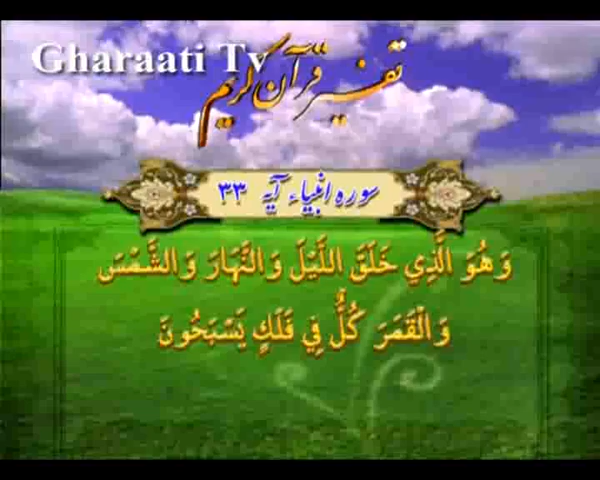 Gharaati Tv
تفسیر قرآن کریم
سوره انبیاء آیه ۳۳
وَهُوَ الَّذِي خَلَقَ اللَّيْلَ وَالنَّهَارَ وَالشَّمْسَ
وَالْقَمَرَ كُلٌّ فِي فَلَكٍ يَسْبَحُونَ